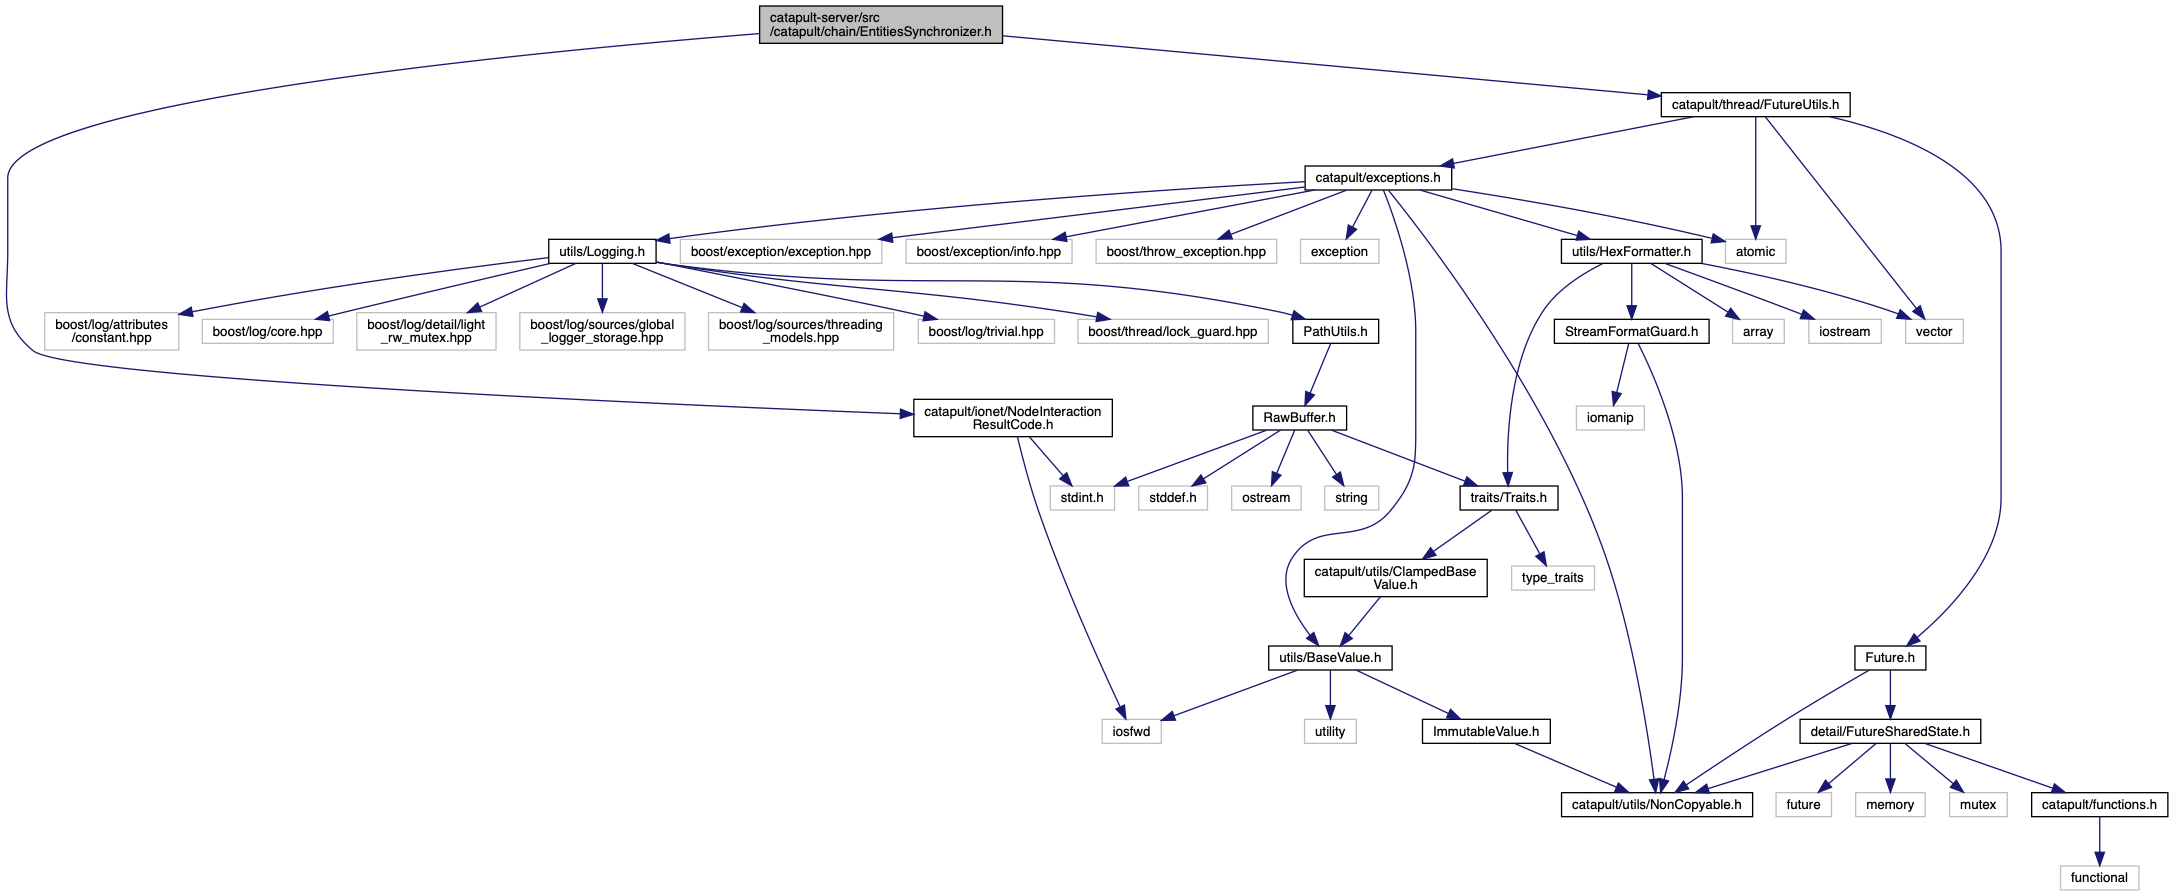 catapult-server/src
/catapult/chain/EntitiesSynchronizer.h
catapult/thread/FutureUtils.h
catapult/exceptions.h
utils/Logging.h
boost/exception/exception.hpp
boost/exception/info.hpp
boost/throw_exception.hpp
exception
utils/HexFormatter.h
atomic
boost/log/attributes
/constant.hpp
boost/log/core.hpp
boost/log/detail/light
_rw_mutex.hpp
boost/log/sources/global
_logger_storage.hpp
boost/log/sources/threading
_models.hpp
boost/log/trivial.hpp
boost/thread/lock_guard.hpp
PathUtils.h
StreamFormatGuard.h
array
iostream
vector
catapult/ionet/NodeInteraction
ResultCode.h
RawBuffer.h
iomanip
stdint.h
stddef.h
ostream
string
traits/Traits.h
catapult/utils/ClampedBase
Value.h
type_traits
utils/BaseValue.h
Future.h
iosfwd
utility
ImmutableValue.h
detail/FutureSharedState.h
catapult/utils/NonCopyable.h
future
memory
mutex
catapult/functions.h
functional